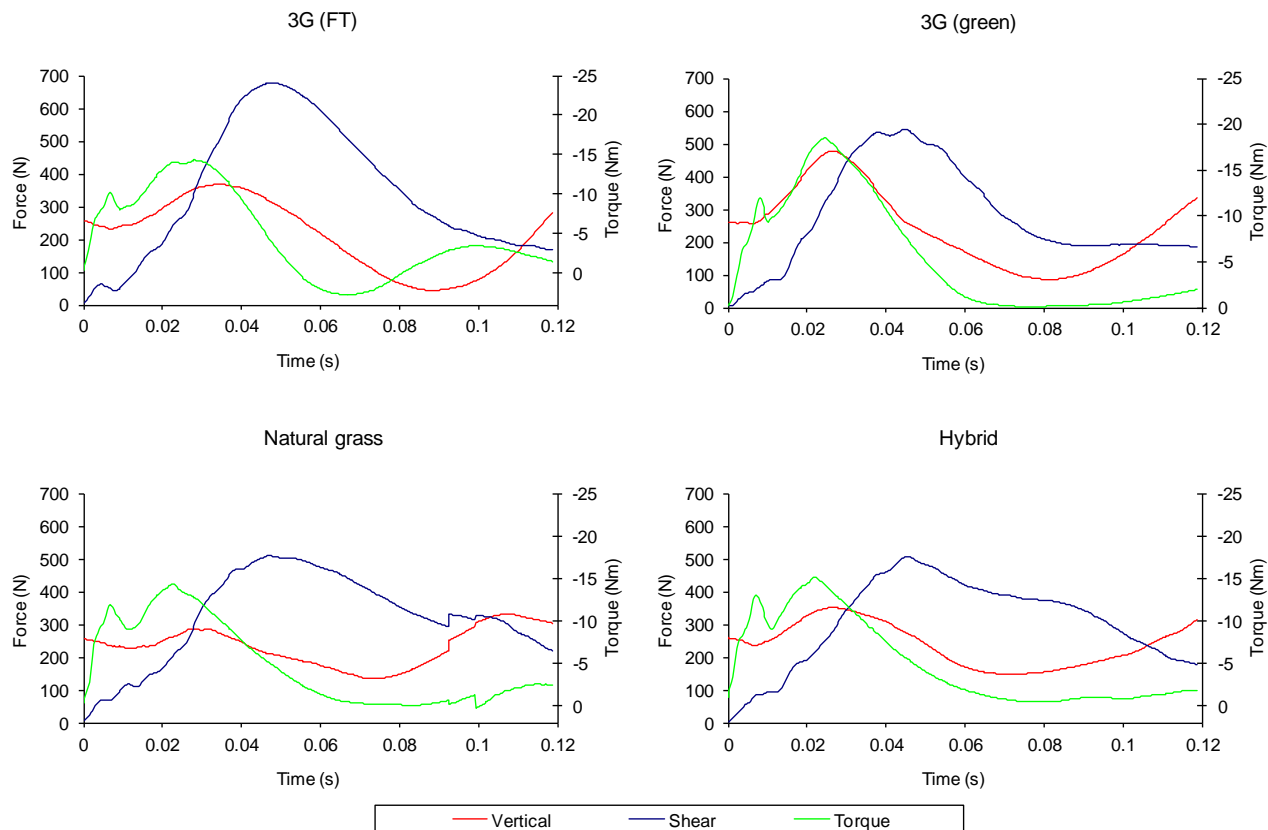 3G (FT)
3G (green)
700
600
500
400
300
200
100
0
Force (N)
-25
-20
-15
-10
-5
0
Torque (Nm)
0 0.02 0.04 0.06 0.08 0.1 0.12
Time (s)
700
600
500
400
300
200
100
0
Force (N)
-25
-20
-15
-10
-5
0
Torque (Nm)
0 0.02 0.04 0.06 0.08 0.1 0.12
Time (s)
Natural grass
Hybrid
700
600
500
400
300
200
100
0
Force (N)
-25
-20
-15
-10
-5
0
Torque (Nm)
0 0.02 0.04 0.06 0.08 0.1 0.12
Time (s)
700
600
500
400
300
200
100
0
Force (N)
-25
-20
-15
-10
-5
0
Torque (Nm)
0 0.02 0.04 0.06 0.08 0.1 0.12
Time (s)
Vertical Shear Torque